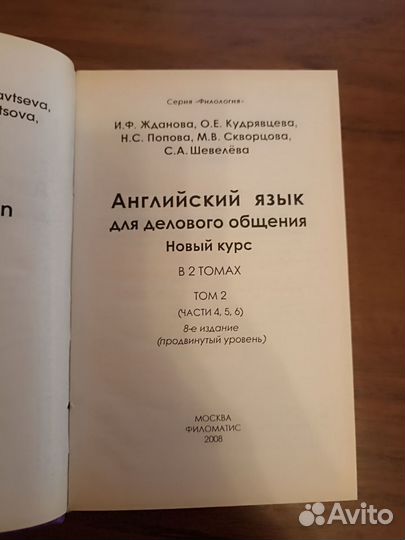 avtseva,
tsova,
n
Серия «Филология»
И.Ф. Жданова, О.Е. Кудрявцева,
Н.С. Попова, М.В. Скворцова,
С.А. Шевелёва
Английский язык
для делового общения
Новый курс
В 2 ТОМАХ
ТОМ 2
(ЧАСТИ 4, 5, 6)
8-е издание
(продвинутый уровень)
МОСКВА
ФИЛОМАТИС
2008
Avito